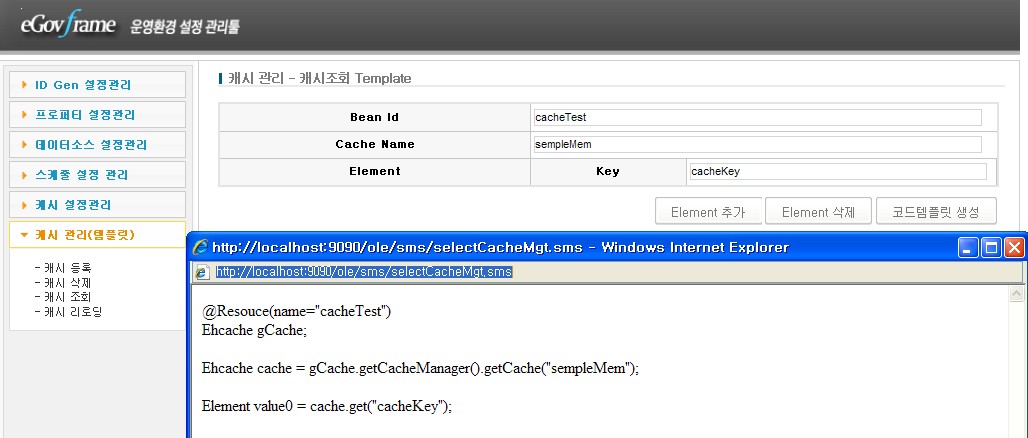 eGovframe 운영환경 설정 관리툴
ID Gen 설정관리
프로퍼티 설정관리
데이터소스 설정관리
스케줄 설정 관리
캐시 설정관리
캐시 관리(템플릿)
- 캐시 등록
- 캐시 삭제
- 캐시 조회
- 캐시 리로딩
캐시 관리 - 캐시조회 Template
Bean Id cacheTest
Cache Name sempleMem
Element Key cacheKey
Element 추가 Element 삭제 코드템플릿 생성
http://localhost:9090/ole/sms/selectCacheMgt.sms - Windows Internet Explorer
http://localhost:9090/ole/sms/selectCacheMgt.sms
@Resouce(name="cacheTest")
Ehcache gCache;
Ehcache cache = gCache.getCacheManager().getCache("sempleMem");
Element value0 = cache.get("cacheKey");